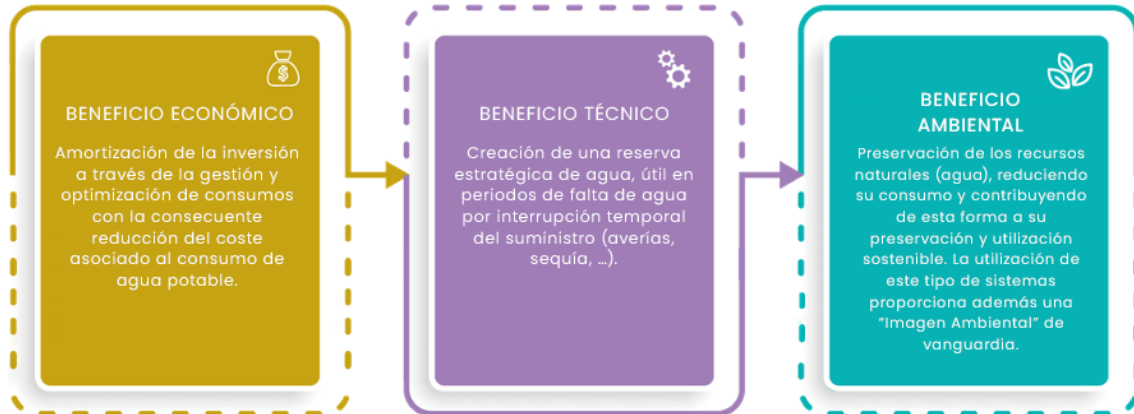 BENEFICIO ECONÓMICO
Amortización de la inversión
a través de la gestión y
optimización de consumos
con la consecuente
reducción del coste
asociado al consumo de
agua potable.
BENEFICIO TÉCNICO
Creación de una reserva
estratégica de agua, útil en
periodos de falta de agua
por interrupción temporal
del suministro (averías,
sequía, …).
BENEFICIO
AMBIENTAL
Preservación de los recursos
naturales (agua), reduciendo
su consumo y contribuyendo
de esta forma a su
preservación y utilización
sostenible. La utilización de
este tipo de sistemas
proporciona además una
"Imagen Ambiental" de
vanguardia.